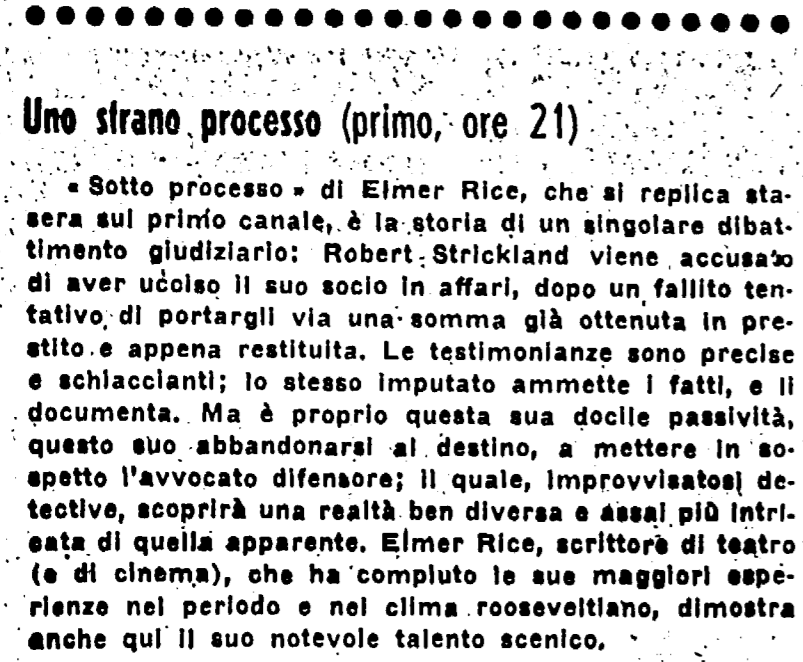 Uno strano processo (primo, ore 21)
« Sotto processo » di Elmer Rice, che si replica sta-
sera sul primo canale, è la storia di un singolare dibat-
timento giudiziario: Robert Strickland viene accusato
di aver ucciso il suo socio in affari, dopo un fallito ten-
tativo di portargli via una somma già ottenuta in pre-
stito e appena restituita. Le testimonianze sono precise
e schiaccianti; lo stesso imputato ammette i fatti, e li
documenta. Ma è proprio questa sua docile passività,
questo suo abbandonarsi al destino, a mettere in so-
spetto l'avvocato difensore; il quale, improvvisatosi de-
tective, scoprirà una realtà ben diversa e assai più intri-
cata di quella apparente. Elmer Rice, scrittore di teatro
(e di cinema), che ha compiuto le sue maggiori espe-
rienze nel periodo e nel clima rooseveltiano, dimostra
anche qui il suo notevole talento scenico.